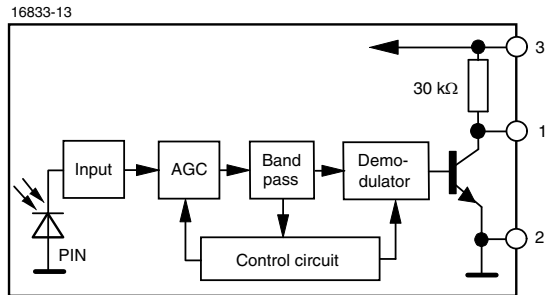 16833-13
3
30 kΩ
1
Input
AGC
Band
pass
Demo-
dulator
2
PIN
Control circuit